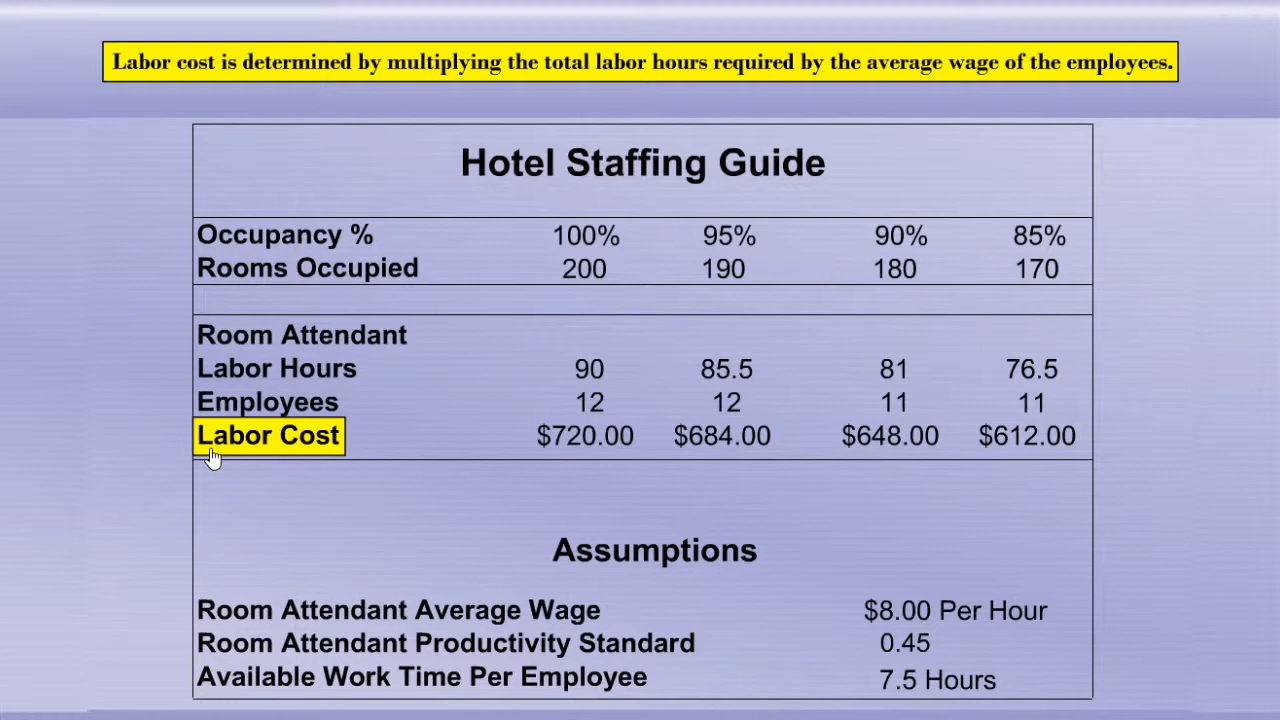 Labor cost is determined by multiplying the total labor hours required by the average wage of the employees.
Hotel Staffing Guide
Occupancy % 100% 95% 90% 85%
Rooms Occupied 200 190 180 170
Room Attendant
Labor Hours 90 85.5 81 76.5
Employees 12 12 11 11
Labor Cost $720.00 $684.00 $648.00 $612.00
Assumptions
Room Attendant Average Wage $8.00 Per Hour
Room Attendant Productivity Standard 0.45
Available Work Time Per Employee 7.5 Hours